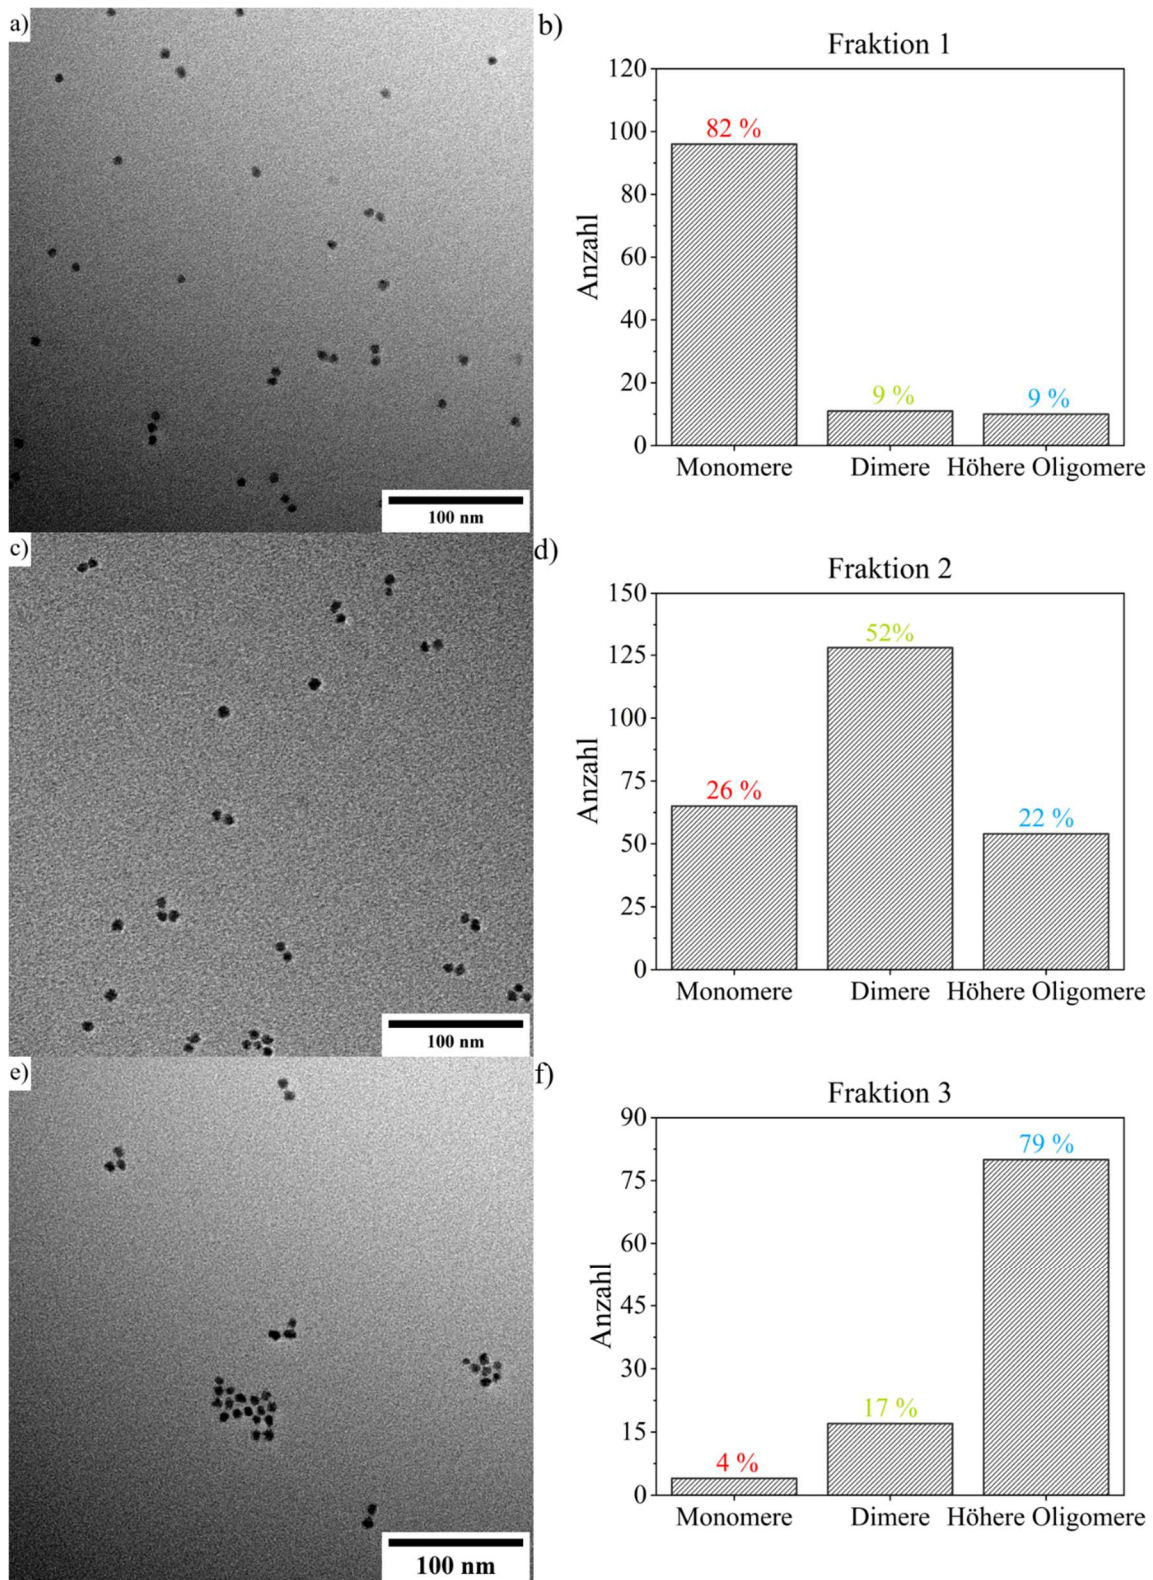 a)
100 nm
b)
Fraktion 1
Anzahl
120
100
80
60
40
20
0
82 %
9 %
9 %
Monomere Dimere Höhere Oligomere
c)
100 nm
d)
Fraktion 2
Anzahl
150
125
100
75
50
25
0
26 %
52%
22 %
Monomere Dimere Höhere Oligomere
e)
100 nm
f)
Fraktion 3
Anzahl
90
75
60
45
30
15
0
4 %
17 %
79 %
Monomere Dimere Höhere Oligomere